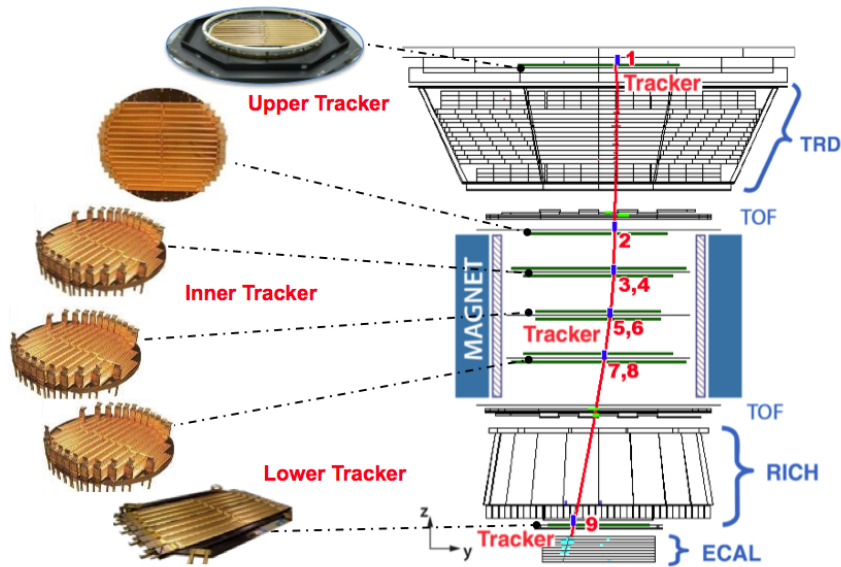 1
Tracker
Upper Tracker
TRD
TOF
2
MAGNET
3,4
Inner Tracker
5,6
Tracker
7,8
TOF
Lower Tracker
RICH
z
y
9
Tracker
ECAL